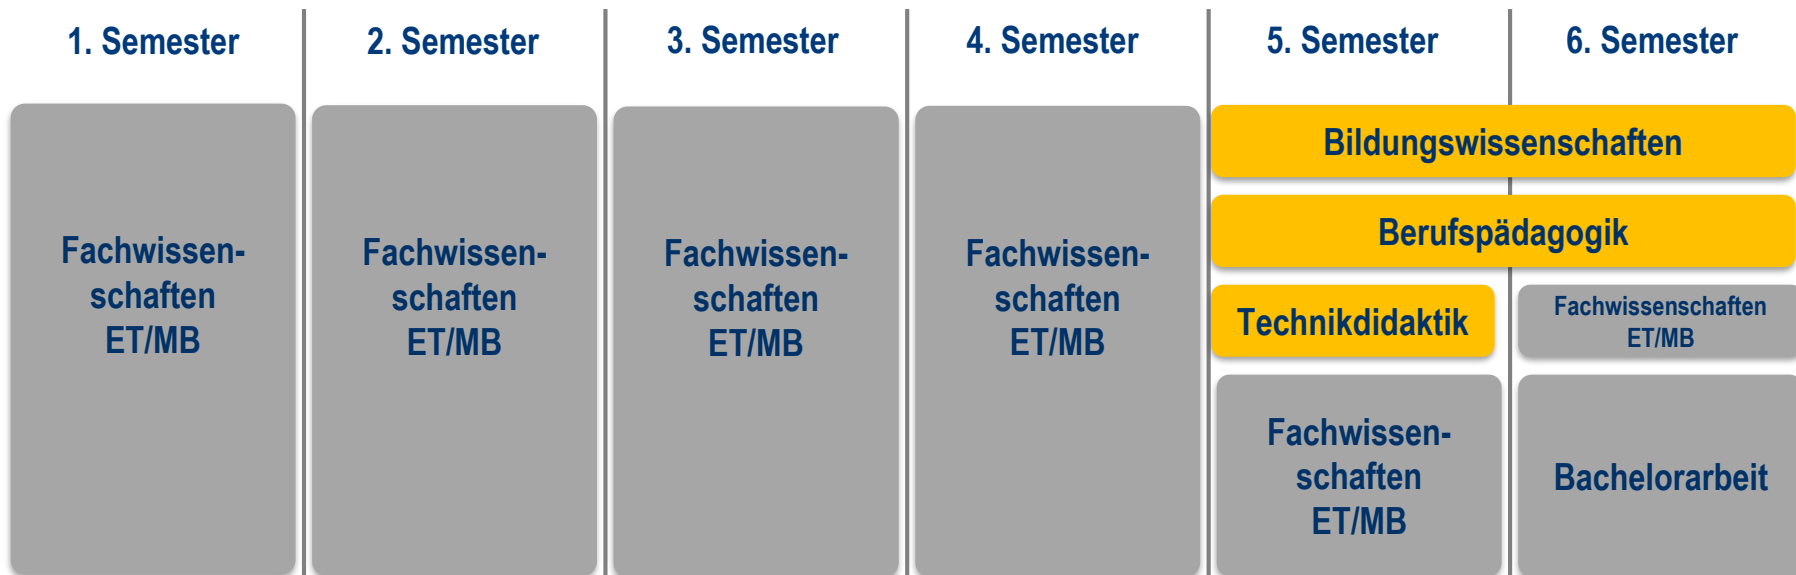 1. Semester
2. Semester
3. Semester
4. Semester
5. Semester
6. Semester
Fachwissen-
schaften
ET/MB
Fachwissen-
schaften
ET/MB
Fachwissen-
schaften
ET/MB
Fachwissen-
schaften
ET/MB
Bildungswissenschaften
Berufspädagogik
Technikdidaktik
Fachwissenschaften
ET/MB
Fachwissen-
schaften
ET/MB
Bachelorarbeit